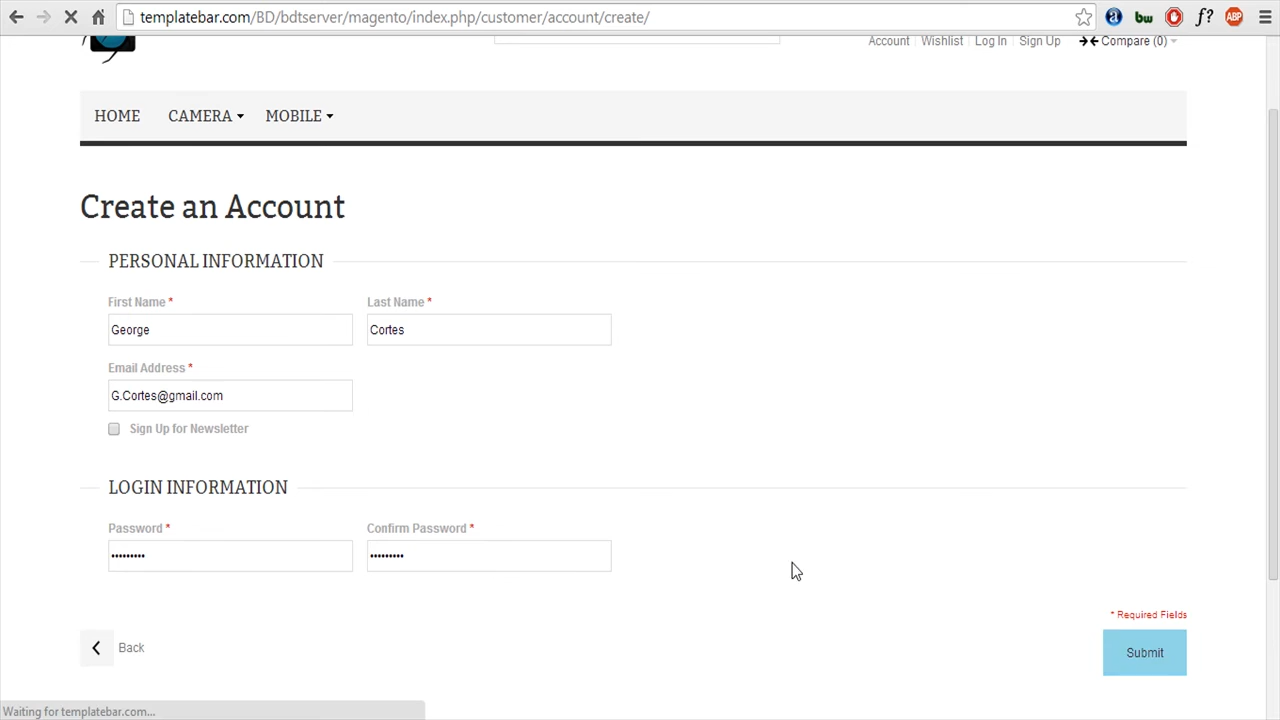 templatebar.com/BD/bdtserver/magento/index.php/customer/account/create/
a bw f? ABP
Account Wishlist Log In Sign Up Compare (0)
HOME CAMERA MOBILE
Create an Account
PERSONAL INFORMATION
First Name * Last Name *
George Cortes
Email Address *
G.Cortes@gmail.com
Sign Up for Newsletter
LOGIN INFORMATION
Password * Confirm Password *
••••••••• •••••••••
* Required Fields
Back Submit
Waiting for templatebar.com...